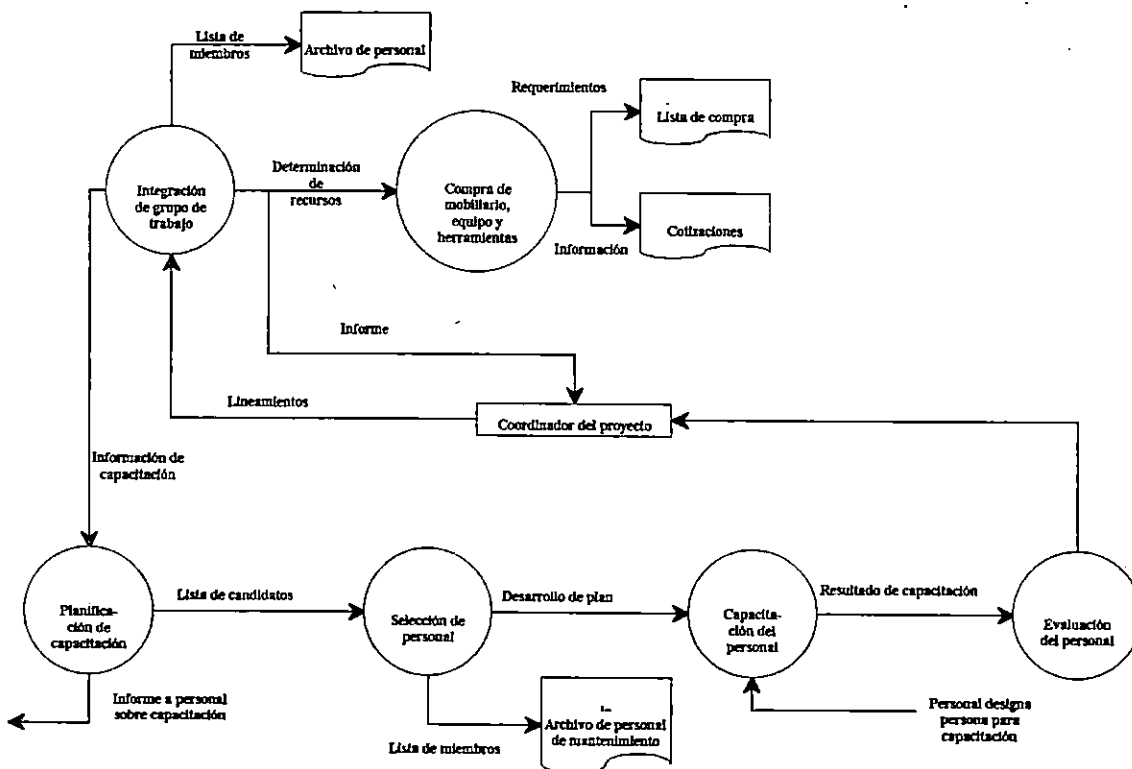 Lista de
miembros
Archivo de personal
Requerimientos
Lista de compra
Integración
de grupo de
trabajo
Determinación
de
recursos
Compra de
mobiliario,
equipo y
herramientas
Cotizaciones
Información
Informe
Lineamientos
Coordinador del proyecto
Información de
capacitación
Planifica-
ción de
capacitación
Lista de candidatos
Selección de
personal
Desarrollo de plan
Capacita-
ción del
personal
Resultado de capacitación
Evaluación
del personal
Informe a personal
sobre capacitación
Lista de miembros
Archivo de personal
de mantenimiento
Personal designa
persona para
capacitación